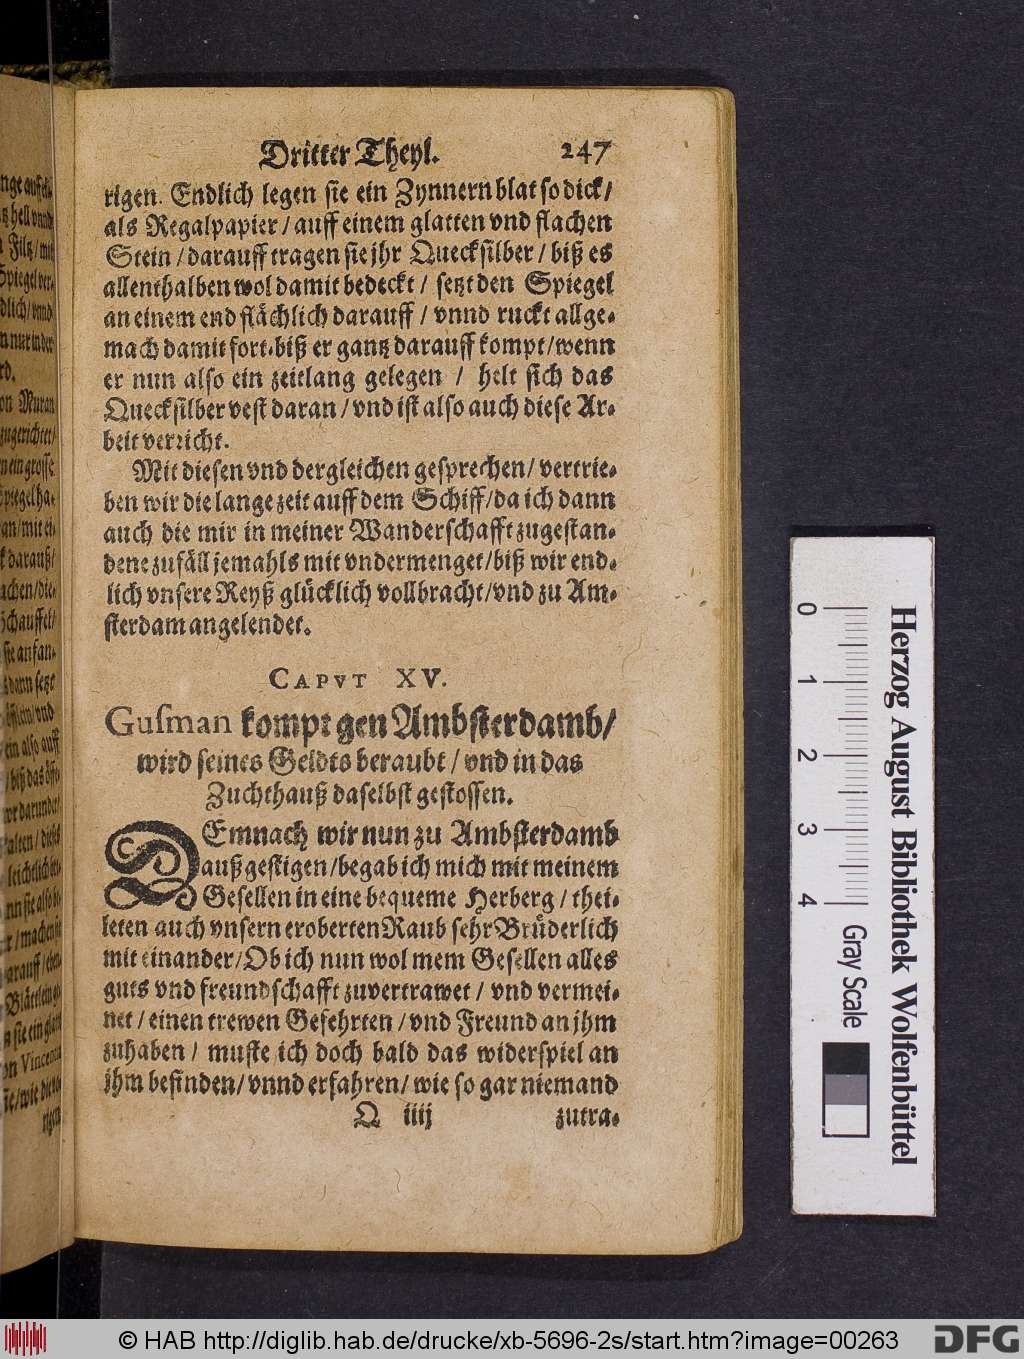 Dritter Theyl. 247
rigen. Endlich legen sie ein Zynnern blat so dick/
als Regalpapier / auff einem glatten vnd flachen
Stein / darauff tragen sie jhr Quecksilber / biß es
allenthalben wol damit bedeckt / setzt den Spiegel
an einem end flächlich darauff / vnnd ruckt allge-
mach damit fort, biß er gantz darauff kompt/wenn
er nun also ein zeitlang gelegen / helt sich das
Quecksilber vest daran / vnd ist also auch diese Ar-
beit verricht.
Mit diesen vnd dergleichen gesprechen/ vertrie-
ben wir die lange zeit auff dem Schiff/da ich dann
auch die mir in meiner Wanderschafft zugestan-
dene zufäll jemahls mit vndermenget/biß wir end-
lich vnsere Reyß glücklich vollbracht/vnd zu Am-
sterdam angelendet.
CAPVT XV.
Gusman kompt gen Ambsterdamb/
wird seines Geldts beraubt / vnd in das
Zuchthauß daselbst gestossen.
DEmnach wir nun zu Ambsterdamb
außgestigen/begab ich mich mit meinem
Gesellen in eine bequeme Herberg / thei-
leten auch vnsern eroberten Raub sehr Brüderlich
mit einander/Ob ich nun wol mem Gesellen alles
guts vnd freundschafft zuvertrawet / vnd vermei-
net / einen trewen Gefehrten / vnd Freund an jhm
zuhaben / muste ich doch bald das widerspiel an
jhm befinden/vnnd erfahren/ wie so gar niemand
Q iiij zutra-
0 1 2 3 4
Gray Scale
Herzog August Bibliothek Wolfenbüttel
© HAB http://diglib.hab.de/drucke/xb-5696-2s/start.htm?image=00263
DFG